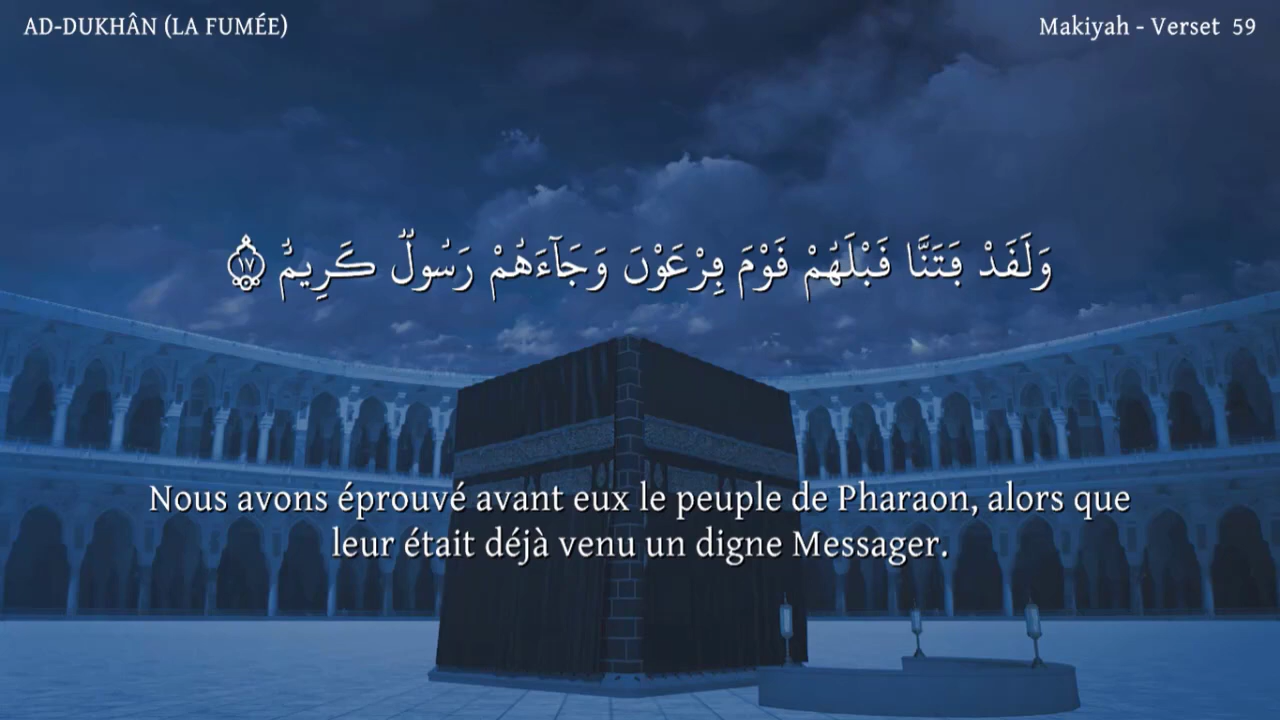 AD-DUKHÂN (LA FUMÉE)
Makiyah - Verset 59
وَلَقَدْ فَتَنَّا قَبْلَهُمْ قَوْمَ فِرْعَوْنَ وَجَآءَهُمْ رَسُولٌ كَرِيمٌ ١٧
Nous avons éprouvé avant eux le peuple de Pharaon, alors que
leur était déjà venu un digne Messager.